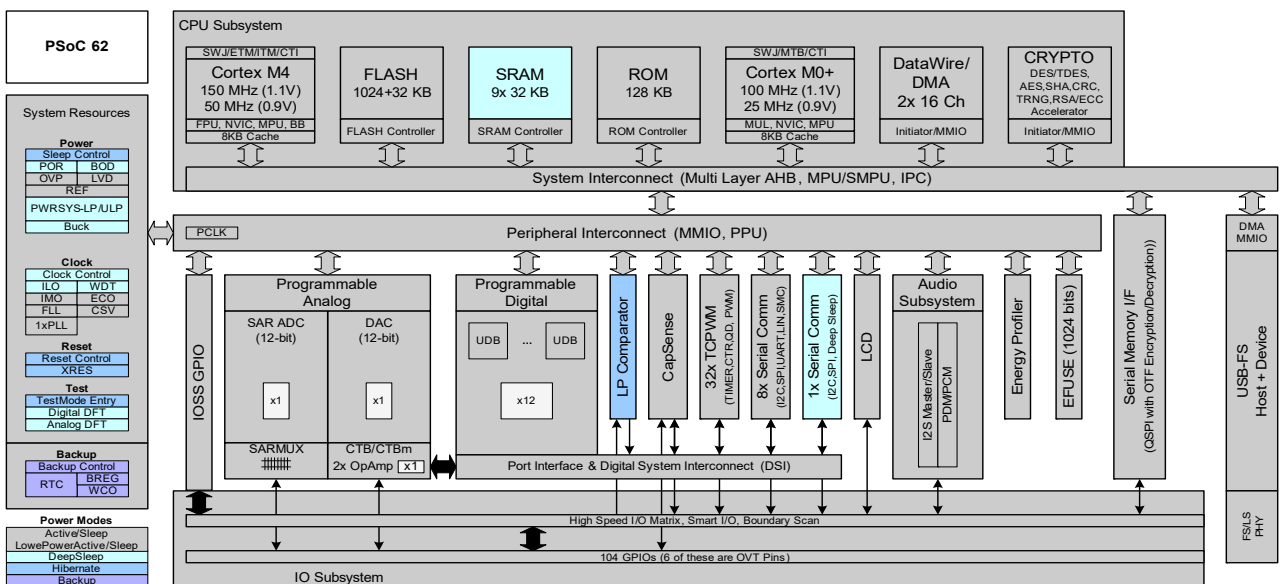 PSoC 62
System Resources
Power
Sleep Control
POR BOD
OVP LVD
REF
PWRSYS-LP/ULP
Buck
Clock
Clock Control
ILO WDT
IMO ECO
FLL CSV
1xPLL
Reset
Reset Control
XRES
Test
TestMode Entry
Digital DFT
Analog DFT
Backup
Backup Control
RTC BREG
WCO
Power Modes
Active/Sleep
LowePowerActive/Sleep
DeepSleep
Hibernate
Backup
CPU Subsystem
SWJ/ETM/ITM/CTI
Cortex M4
150 MHz (1.1V)
50 MHz (0.9V)
FPU, NVIC, MPU, BB
8KB Cache
FLASH
1024+32 KB
FLASH Controller
SRAM
9x 32 KB
SRAM Controller
ROM
128 KB
ROM Controller
SWJ/MTB/CTI
Cortex M0+
100 MHz (1.1V)
25 MHz (0.9V)
MUL, NVIC, MPU
8KB Cache
DataWire/
DMA
2x 16 Ch
Initiator/MMIO
CRYPTO
DES/TDES,
AES,SHA,CRC,
TRNG,RSA/ECC
Accelerator
Initiator/MMIO
System Interconnect (Multi Layer AHB, MPU/SMPU, IPC)
PCLK
Peripheral Interconnect (MMIO, PPU)
IOSS GPIO
Programmable
Analog
SAR ADC
(12-bit)
x1
SARMUX
DAC
(12-bit)
x1
CTB/CTBm
2x OpAmp x1
Programmable
Digital
UDB ... UDB
x12
Port Interface & Digital System Interconnect (DSI)
LP Comparator
CapSense
32x TCPWM
(TIMER,CTR,QD, PWM)
8x Serial Comm
(I2C,SPI,UART,LIN,SMC)
1x Serial Comm
(I2C,SPI, Deep Sleep)
LCD
Audio
Subsystem
I2S Master/Slave
PDM/PCM
Energy Profiler
EFUSE (1024 bits)
Serial Memory I/F
(QSPI with OTF Encryption/Decryption))
DMA
MMIO
USB-FS
Host + Device
FS/LS
PHY
High Speed I/O Matrix, Smart I/O, Boundary Scan
104 GPIOs (6 of these are OVT Pins)
IO Subsystem